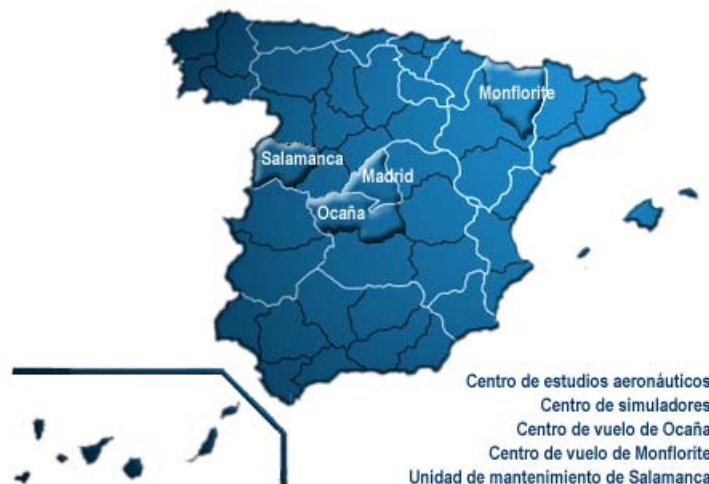 Monflorite
Salamanca
Madrid
Ocaña
Centro de estudios aeronáuticos
Centro de simuladores
Centro de vuelo de Ocaña
Centro de vuelo de Monflorite
Unidad de mantenimiento de Salamanca